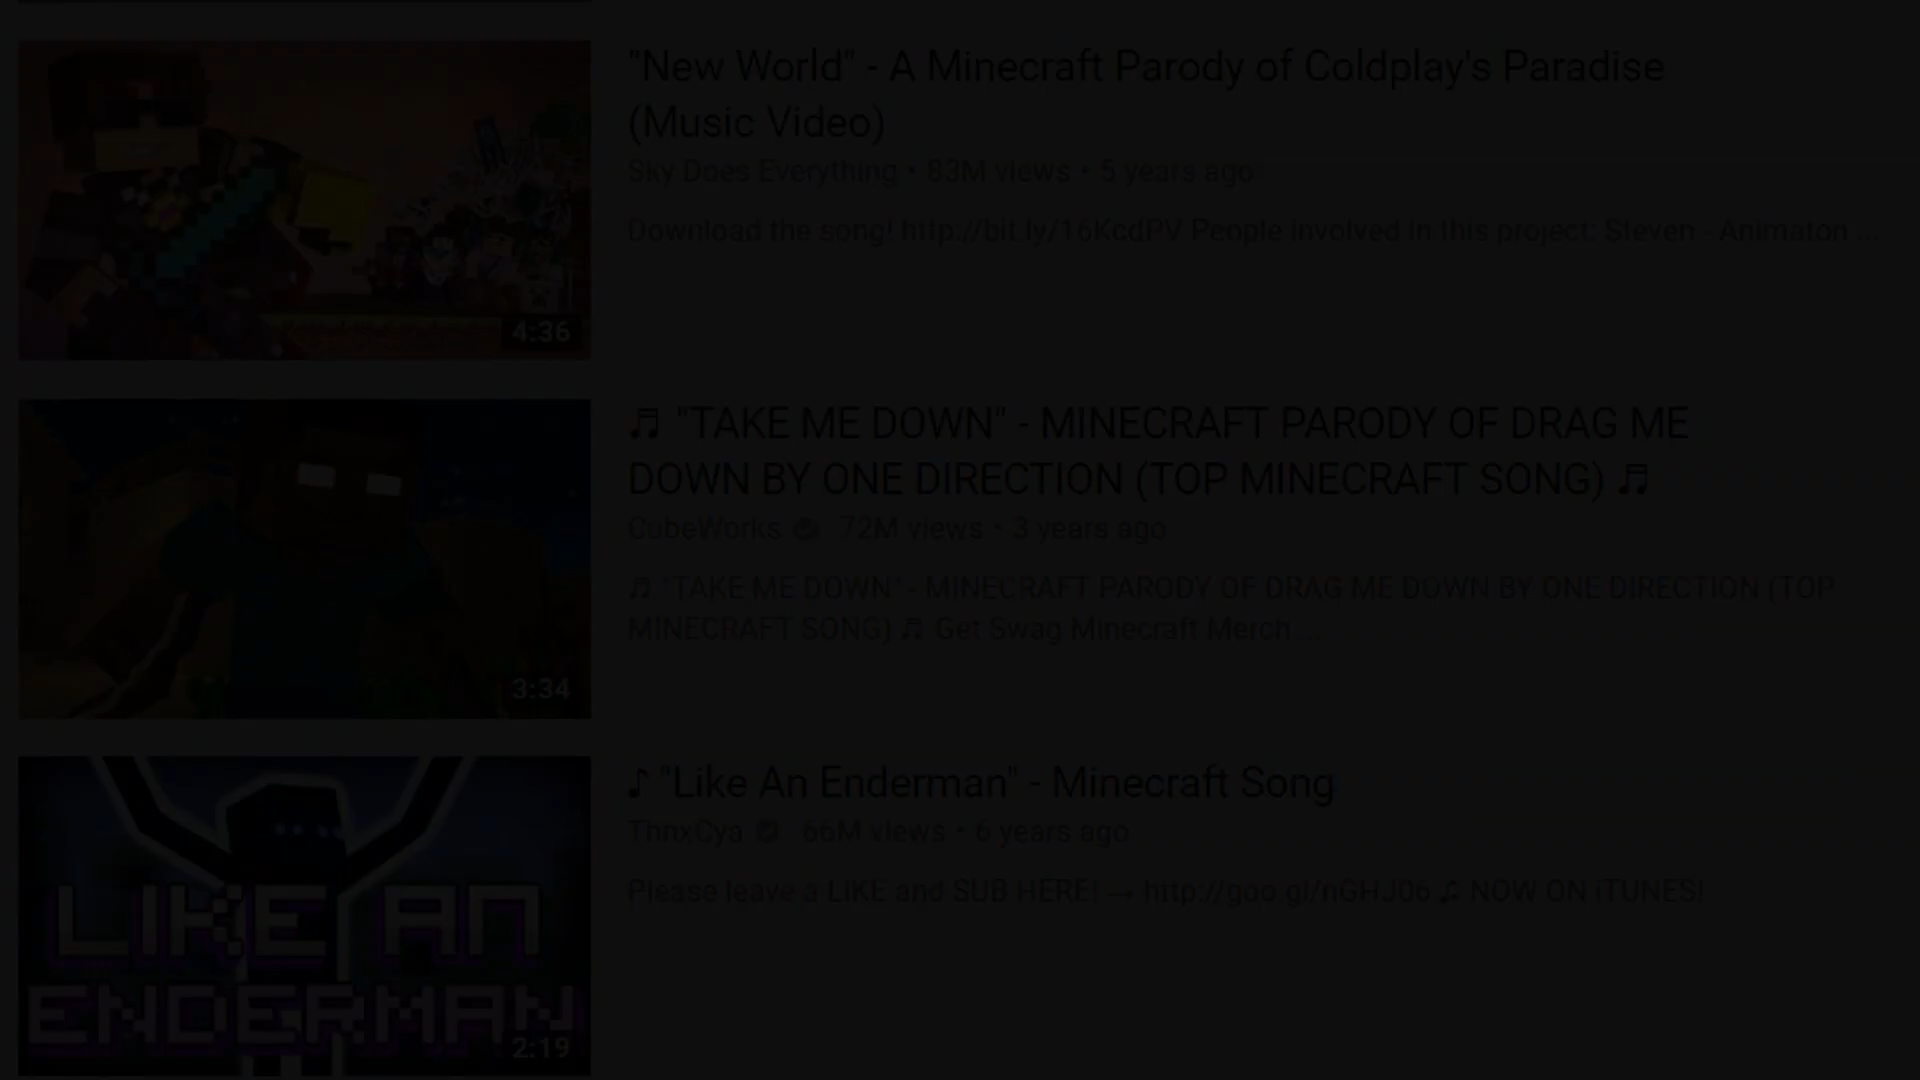 "New World" - A Minecraft Parody of Coldplay's Paradise
(Music Video)
Sky Does Everything • 83M views • 5 years ago
Download the song! http://bit.ly/16KcdPV People involved in this project: Steven - Animaton ...
4:36
♬ "TAKE ME DOWN" - MINECRAFT PARODY OF DRAG ME
DOWN BY ONE DIRECTION (TOP MINECRAFT SONG) ♬
CubeWorks 72M views • 3 years ago
♬ "TAKE ME DOWN" - MINECRAFT PARODY OF DRAG ME DOWN BY ONE DIRECTION (TOP
MINECRAFT SONG) ♬ Get Swag Minecraft Merch ...
3:34
♪ "Like An Enderman" - Minecraft Song
ThnxCya 66M views • 6 years ago
Please leave a LIKE and SUB HERE! → http://goo.gl/nGHJ06 ♫ NOW ON ITUNES!
LIKE AN
ENDERMAN
2:19